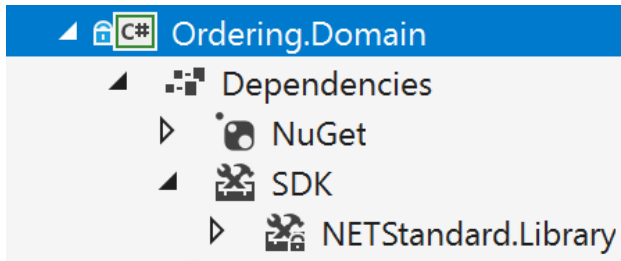 C# Ordering.Domain
Dependencies
NuGet
SDK
NETStandard.Library